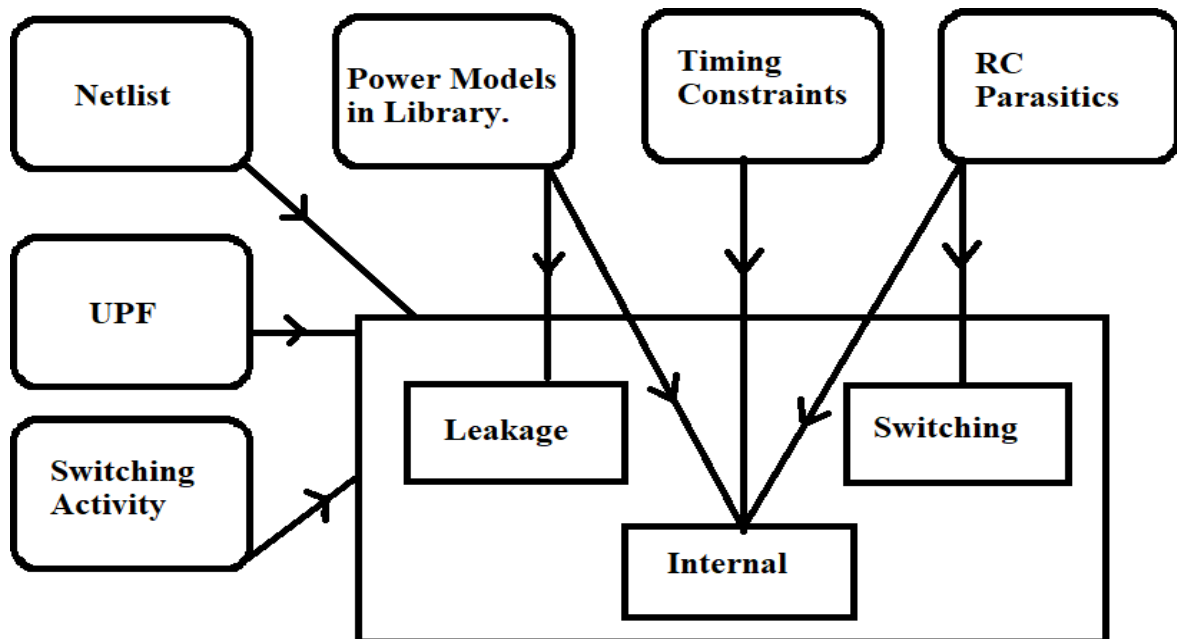 Netlist
Power Models
in Library.
Timing
Constraints
RC
Parasitics
UPF
Switching
Activity
Leakage
Switching
Internal